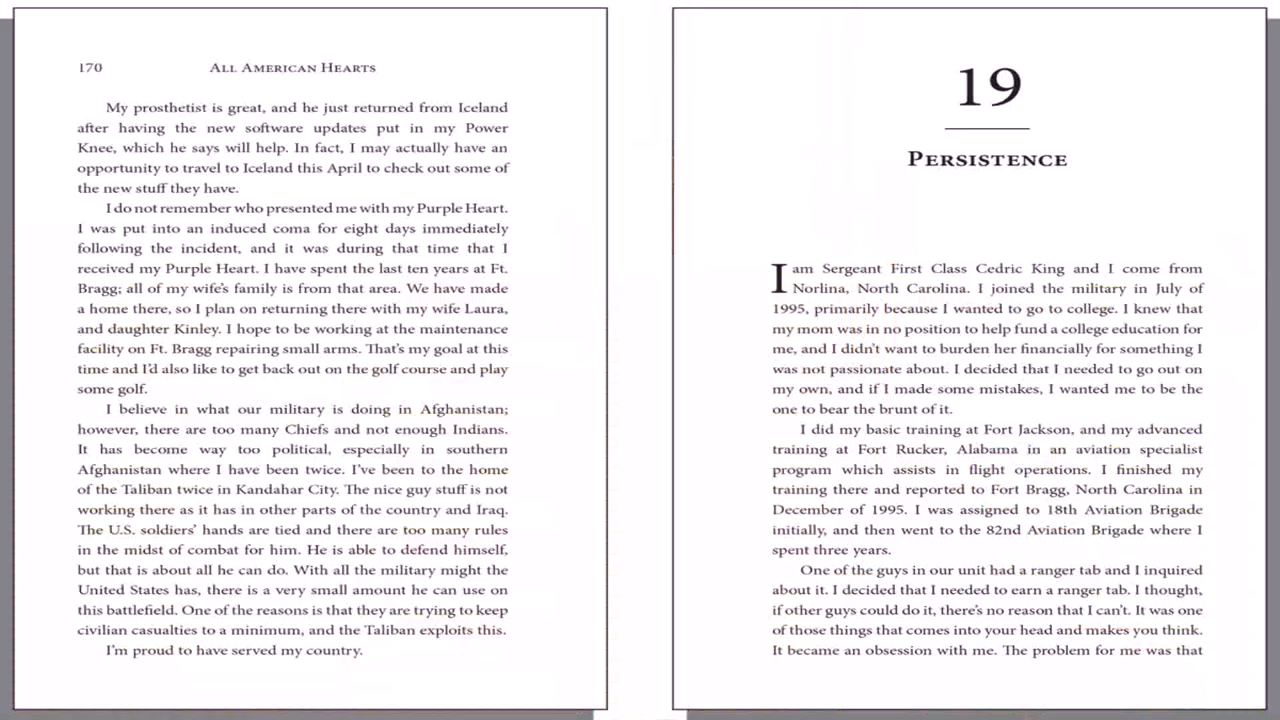 170
All American Hearts
My prosthetist is great, and he just returned from Iceland
after having the new software updates put in my Power
Knee, which he says will help. In fact, I may actually have an
opportunity to travel to Iceland this April to check out some of
the new stuff they have.
I do not remember who presented me with my Purple Heart.
I was put into an induced coma for eight days immediately
following the incident, and it was during that time that I
received my Purple Heart. I have spent the last ten years at Ft.
Bragg; all of my wife's family is from that area. We have made
a home there, so I plan on returning there with my wife Laura,
and daughter Kinley. I hope to be working at the maintenance
facility on Ft. Bragg repairing small arms. That's my goal at this
time and I'd also like to get back out on the golf course and play
some golf.
I believe in what our military is doing in Afghanistan;
however, there are too many Chiefs and not enough Indians.
It has become way too political, especially in southern
Afghanistan where I have been twice. I've been to the home
of the Taliban twice in Kandahar City. The nice guy stuff is not
working there as it has in other parts of the country and Iraq.
The U.S. soldiers' hands are tied and there are too many rules
in the midst of combat for him. He is able to defend himself,
but that is about all he can do. With all the military might the
United States has, there is a very small amount he can use on
this battlefield. One of the reasons is that they are trying to keep
civilian casualties to a minimum, and the Taliban exploits this.
I'm proud to have served my country.
19
Persistence
I am Sergeant First Class Cedric King and I come from
Norlina, North Carolina. I joined the military in July of
1995, primarily because I wanted to go to college. I knew that
my mom was in no position to help fund a college education for
me, and I didn't want to burden her financially for something I
was not passionate about. I decided that I needed to go out on
my own, and if I made some mistakes, I wanted me to be the
one to bear the brunt of it.
I did my basic training at Fort Jackson, and my advanced
training at Fort Rucker, Alabama in an aviation specialist
program which assists in flight operations. I finished my
training there and reported to Fort Bragg, North Carolina in
December of 1995. I was assigned to 18th Aviation Brigade
initially, and then went to the 82nd Aviation Brigade where I
spent three years.
One of the guys in our unit had a ranger tab and I inquired
about it. I decided that I needed to earn a ranger tab. I thought,
if other guys could do it, there's no reason that I can't. It was one
of those things that comes into your head and makes you think.
It became an obsession with me. The problem for me was that